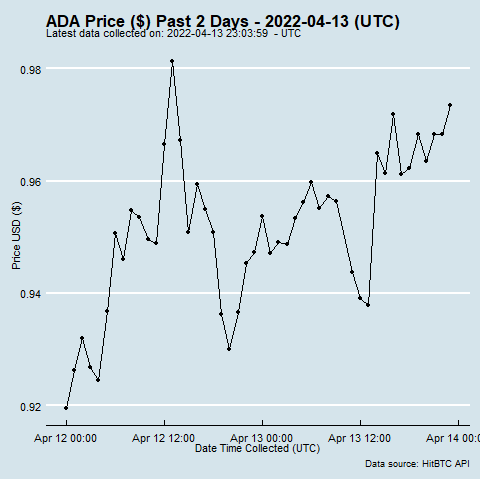 ADA Price ($) Past 2 Days - 2022-04-13 (UTC)
Latest data collected on: 2022-04-13 23:03:59 - UTC
0.98
0.96
0.94
0.92
Price USD ($)
Apr 12 00:00 Apr 12 12:00 Apr 13 00:00 Apr 13 12:00 Apr 14 00:0
Date Time Collected (UTC)
Data source: HitBTC API